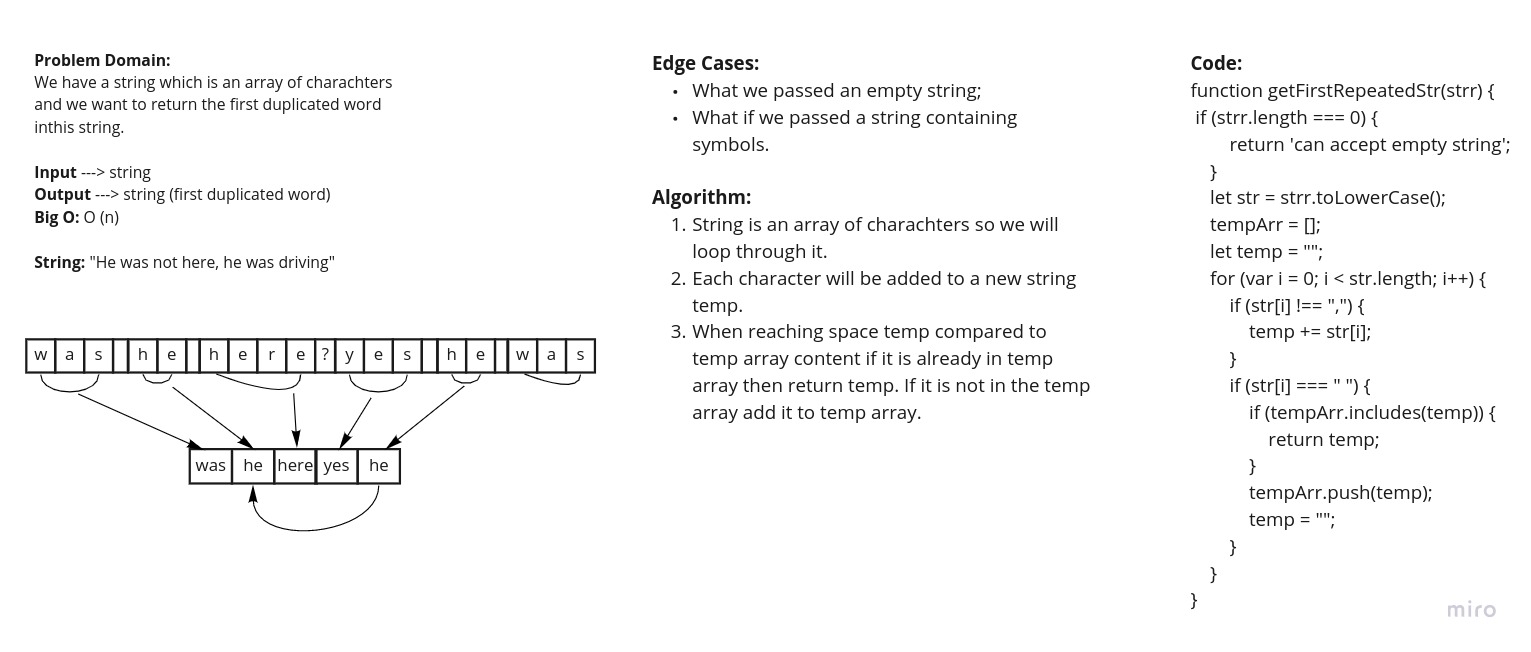 Problem Domain:
We have a string which is an array of charachters
and we want to return the first duplicated word
inthis string.
Input ---> string
Output ---> string (first duplicated word)
Big O: O (n)
String: "He was not here, he was driving"
w a s h e h e r e ? y e s h e w a s
was he here yes he
Edge Cases:
• What we passed an empty string;
• What if we passed a string containing
symbols.
Algorithm:
1. String is an array of charachters so we will
loop through it.
2. Each character will be added to a new string
temp.
3. When reaching space temp compared to
temp array content if it is already in temp
array then return temp. If it is not in the temp
array add it to temp array.
Code:
function getFirstRepeatedStr(strr) {
if (strr.length === 0) {
return 'can accept empty string';
}
let str = strr.toLowerCase();
tempArr = [];
let temp = "";
for (var i = 0; i < str.length; i++) {
if (str[i] !== ",") {
temp += str[i];
}
if (str[i] === " ") {
if (tempArr.includes(temp)) {
return temp;
}
tempArr.push(temp);
temp = "";
}
}
}
miro